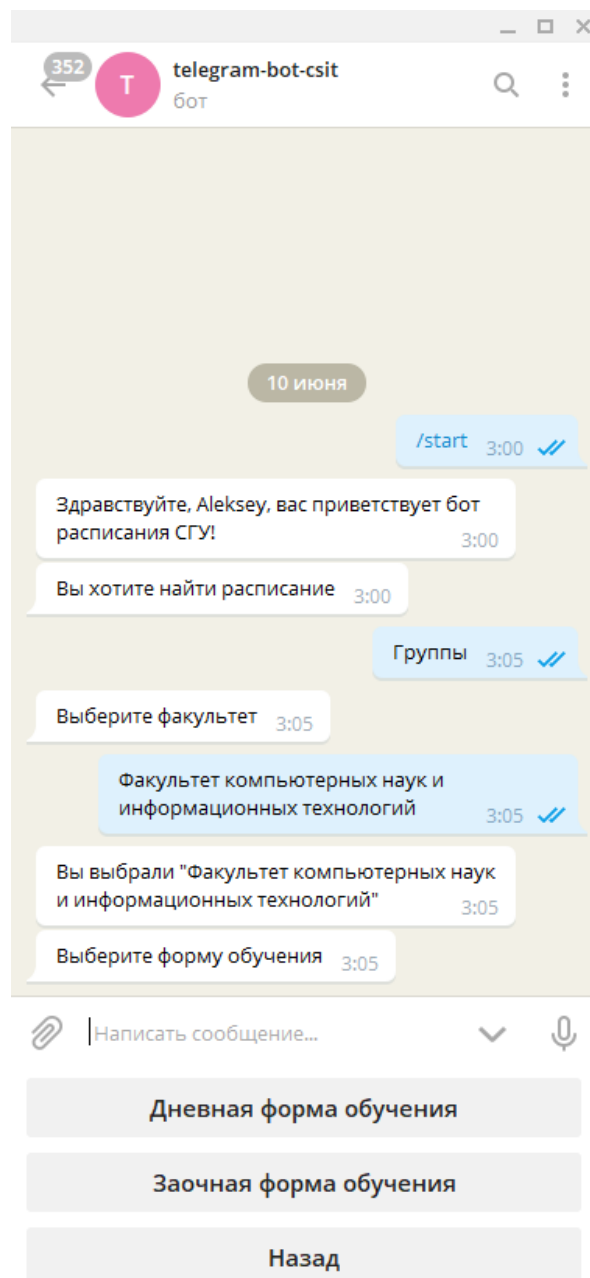 352
T
telegram-bot-csit
бот
10 июня
/start 3:00
Здравствуйте, Aleksey, вас приветствует бот
расписания СГУ! 3:00
Вы хотите найти расписание 3:00
Группы 3:05
Выберите факультет 3:05
Факультет компьютерных наук и
информационных технологий 3:05
Вы выбрали "Факультет компьютерных наук
и информационных технологий" 3:05
Выберите форму обучения 3:05
Написать сообщение...
Дневная форма обучения
Заочная форма обучения
Назад